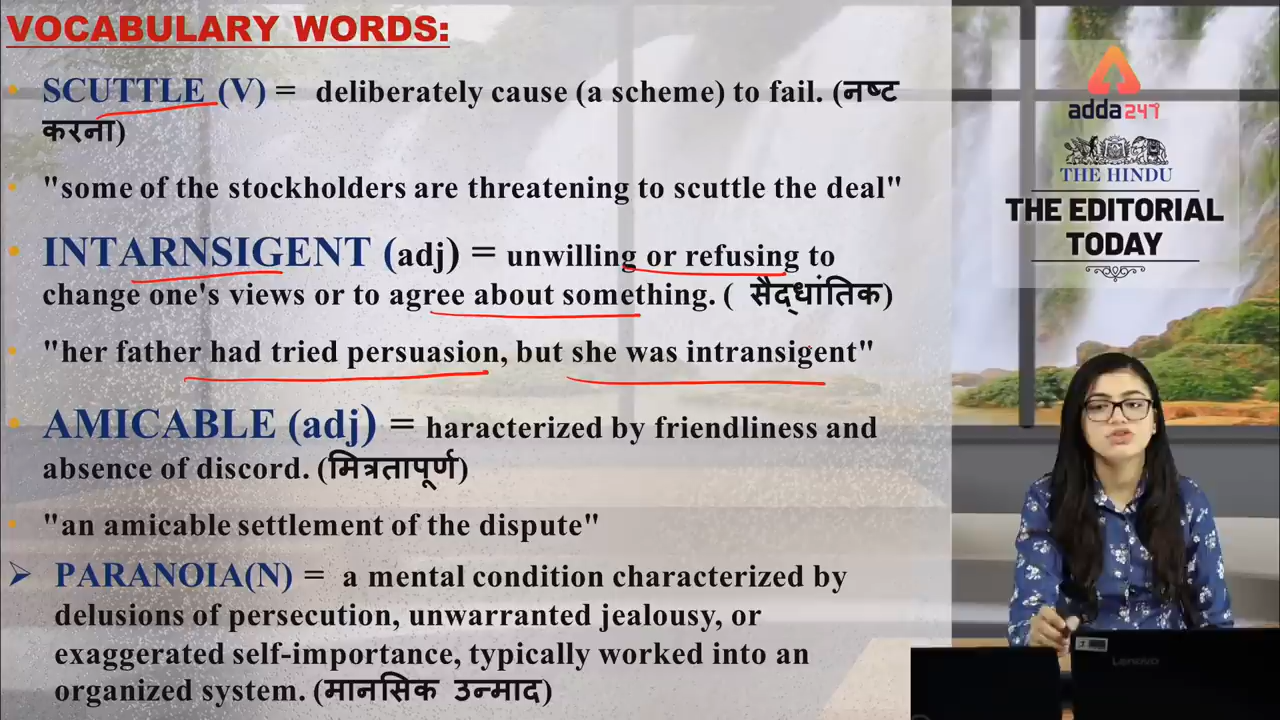 VOCABULARY WORDS:
• SCUTTLE (V) = deliberately cause (a scheme) to fail. (नष्ट
करना)
• "some of the stockholders are threatening to scuttle the deal"
• INTARNSIGENT (adj) = unwilling or refusing to
change one's views or to agree about something. ( सैद्धांतिक)
• "her father had tried persuasion, but she was intransigent"
• AMICABLE (adj) = haracterized by friendliness and
absence of discord. (मित्रतापूर्ण)
• "an amicable settlement of the dispute"
➢ PARANOIA(N) = a mental condition characterized by
delusions of persecution, unwarranted jealousy, or
exaggerated self-importance, typically worked into an
organized system. (मानसिक उन्माद)
adda247
THE HINDU
THE EDITORIAL
TODAY
Lenovo